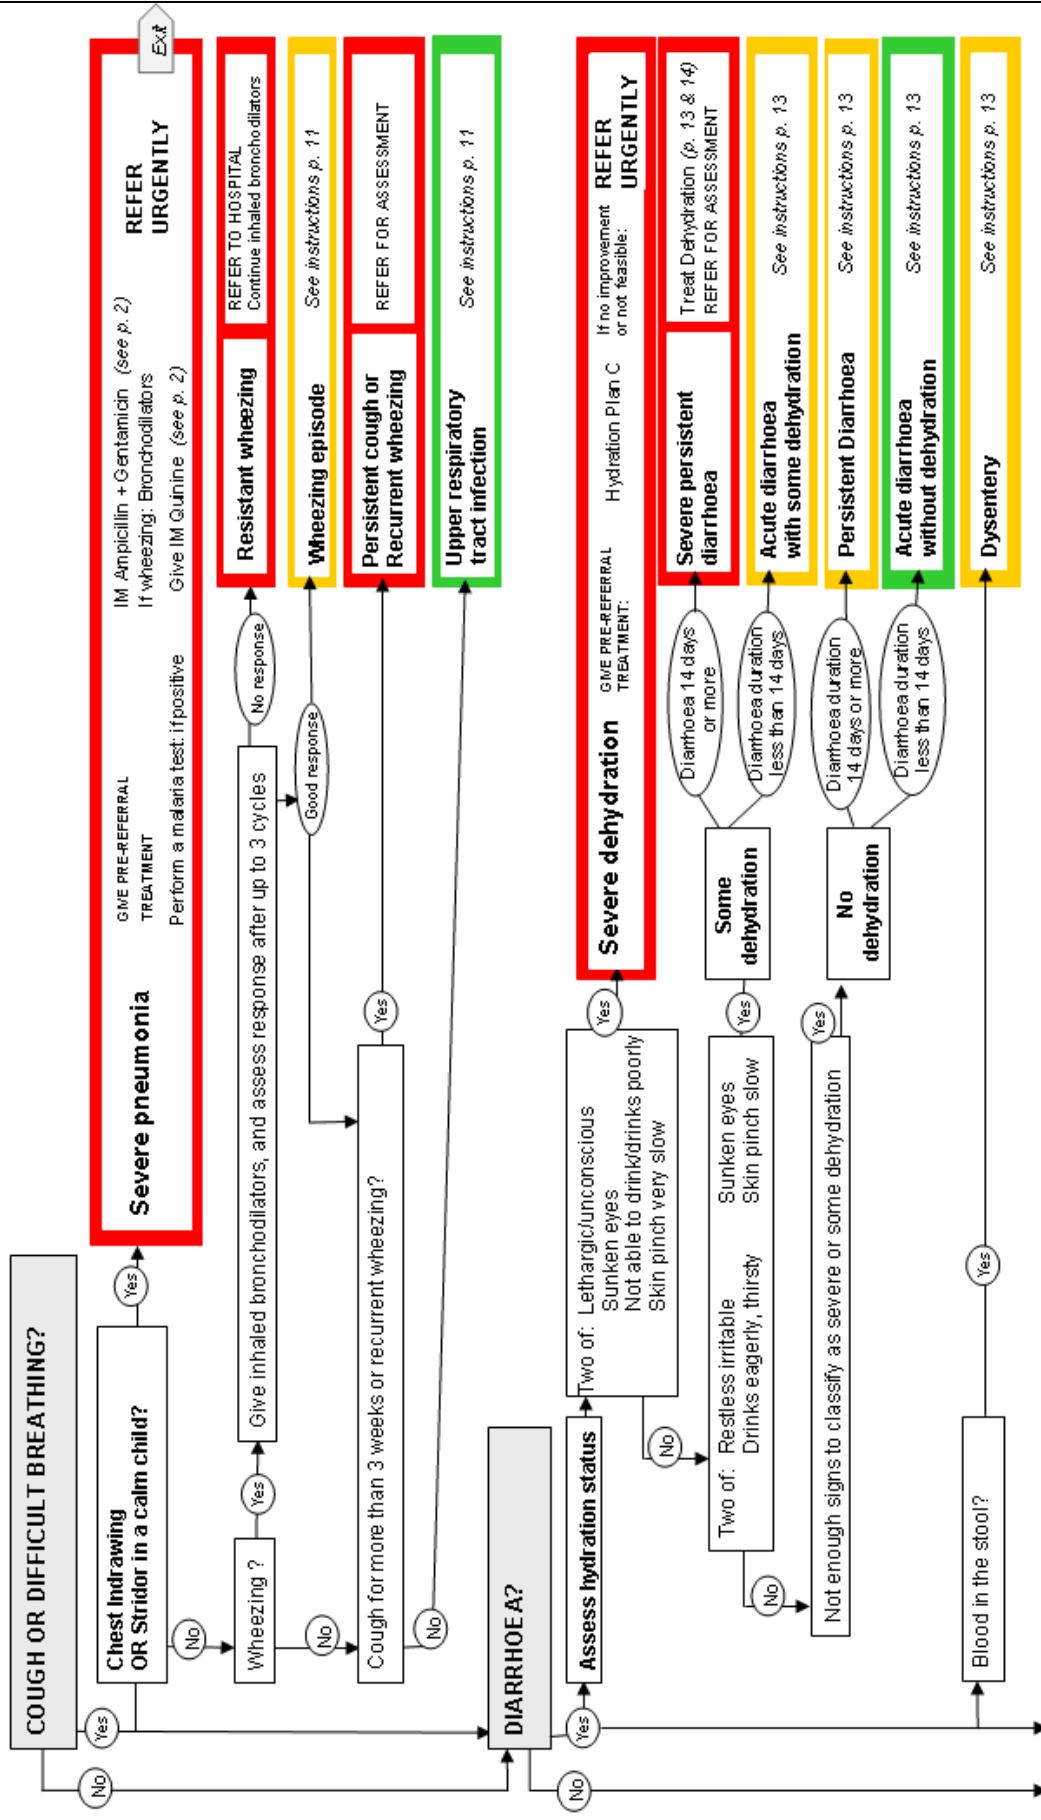 COUGH OR DIFFICULT BREATHING?
No
Yes
Chest Indrawing
OR Stridor in a calm child?
Yes
Severe pneumonia
GIVE PRE-REFERRAL
TREATMENT
IM Ampicillin + Gentamicin (see p. 2)
If wheezing: Bronchodilators
Perform a malaria test: if positive
Give IM Quinine (see p. 2)
REFER
URGENTLY
Exit
No
Wheezing ?
Yes
Give inhaled bronchodilators, and assess response after up to 3 cycles
No response
Resistant wheezing
REFER TO HOSPITAL
Continue inhaled bronchodilators
Good response
Wheezing episode
See instructions p. 11
No
Cough for more than 3 weeks or recurrent wheezing?
Yes
Persistent cough or
Recurrent wheezing
REFER FOR ASSESSMENT
No
Upper respiratory
tract infection
See instructions p. 11
DIARRHOEA?
No
Yes
Assess hydration status
Two of: Lethargic/unconscious
Sunken eyes
Not able to drink/drinks poorly
Skin pinch very slow
Yes
Severe dehydration
GIVE PRE-REFERRAL
TREATMENT:
Hydration Plan C
If no improvement
or not feasible:
REFER
URGENTLY
No
Two of: Restless irritable
Drinks eagerly, thirsty
Sunken eyes
Skin pinch slow
Yes
Some
dehydration
Diarrhoea 14 days
or more
Severe persistent
diarrhoea
Treat Dehydration (p. 13 & 14)
REFER FOR ASSESSMENT
Diarrhoea duration
less than 14 days
Acute diarrhoea
with some dehydration
See instructions p. 13
No
Not enough signs to classify as severe or some dehydration
Yes
No
dehydration
Diarrhoea duration
14 days or more
Persistent Diarrhoea
See instructions p. 13
Diarrhoea duration
less than 14 days
Acute diarrhoea
without dehydration
See instructions p. 13
Blood in the stool?
Yes
Dysentery
See instructions p. 13